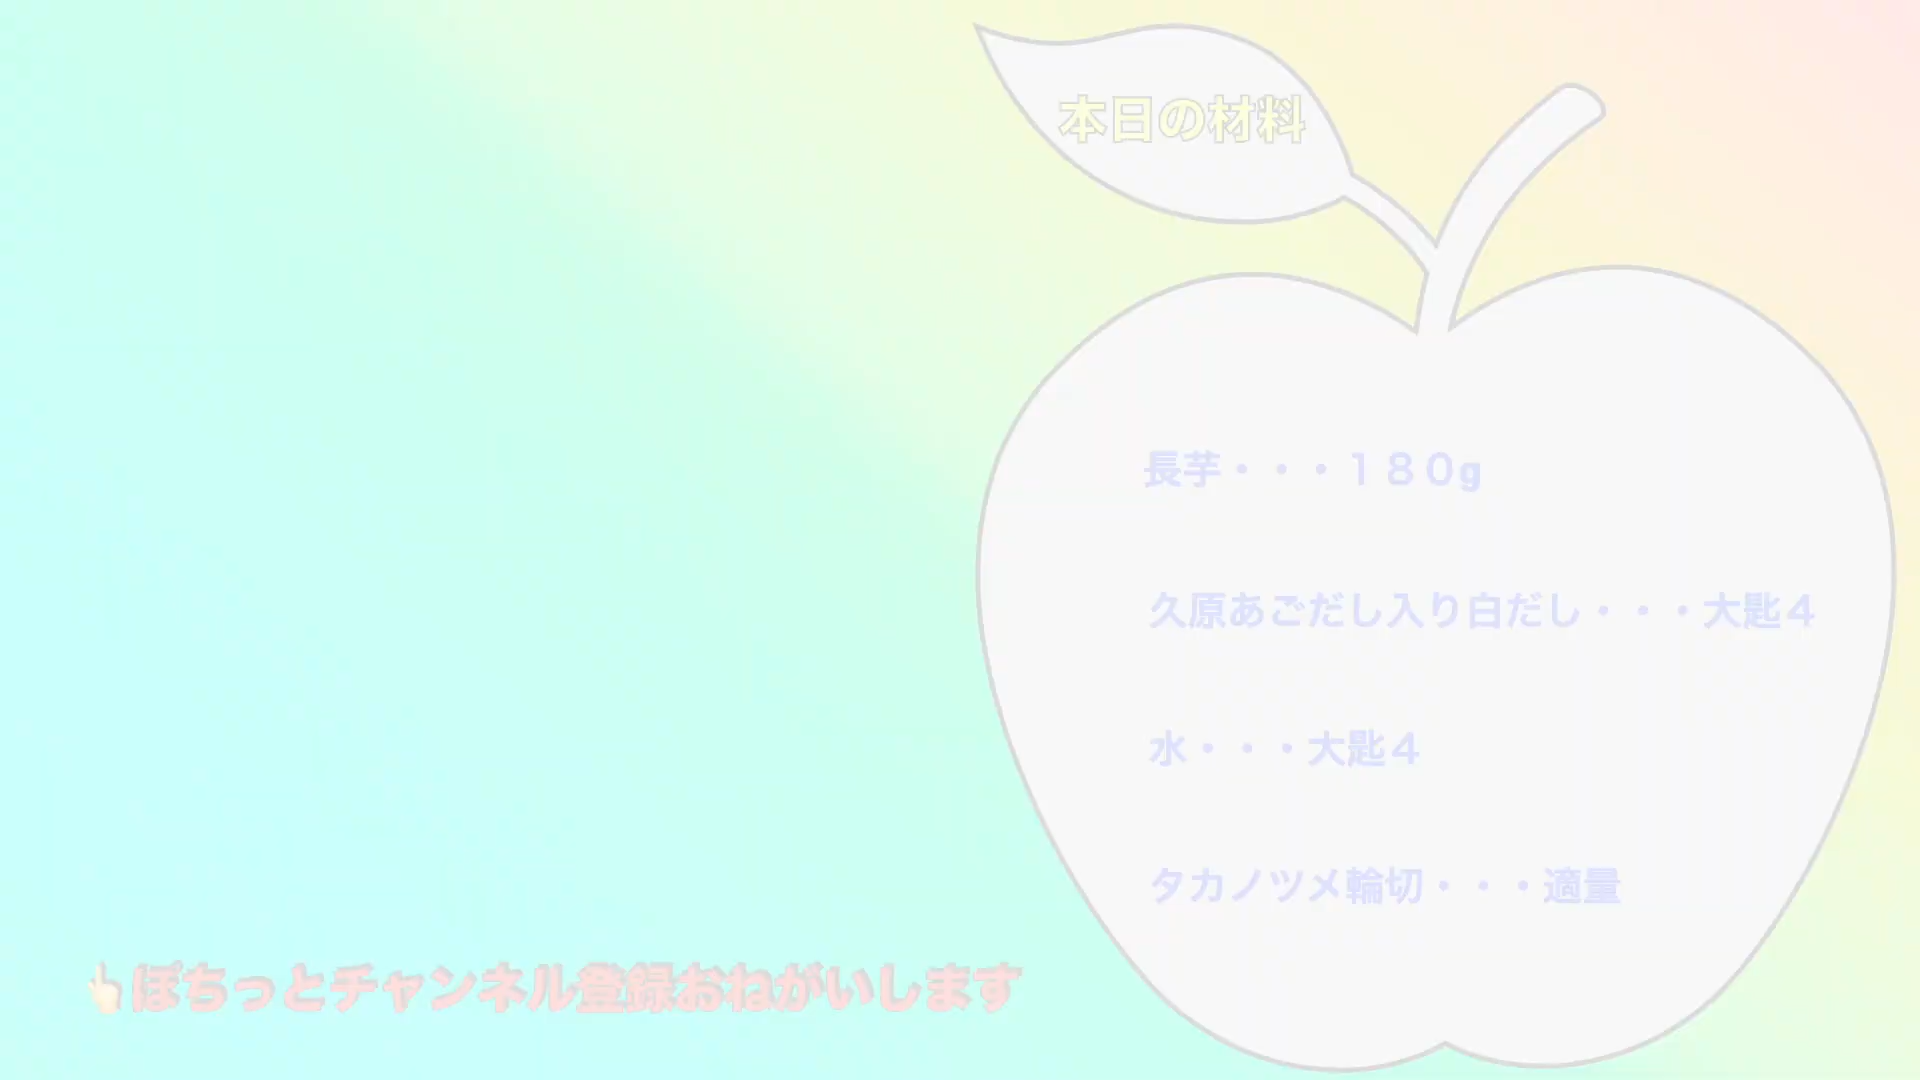 本日の材料
長芋・・・１８０g
久原あごだし入り白だし・・・大匙４
水・・・大匙４
タカノツメ輪切・・・適量
👆🏻ぽちっとチャンネル登録おねがいします